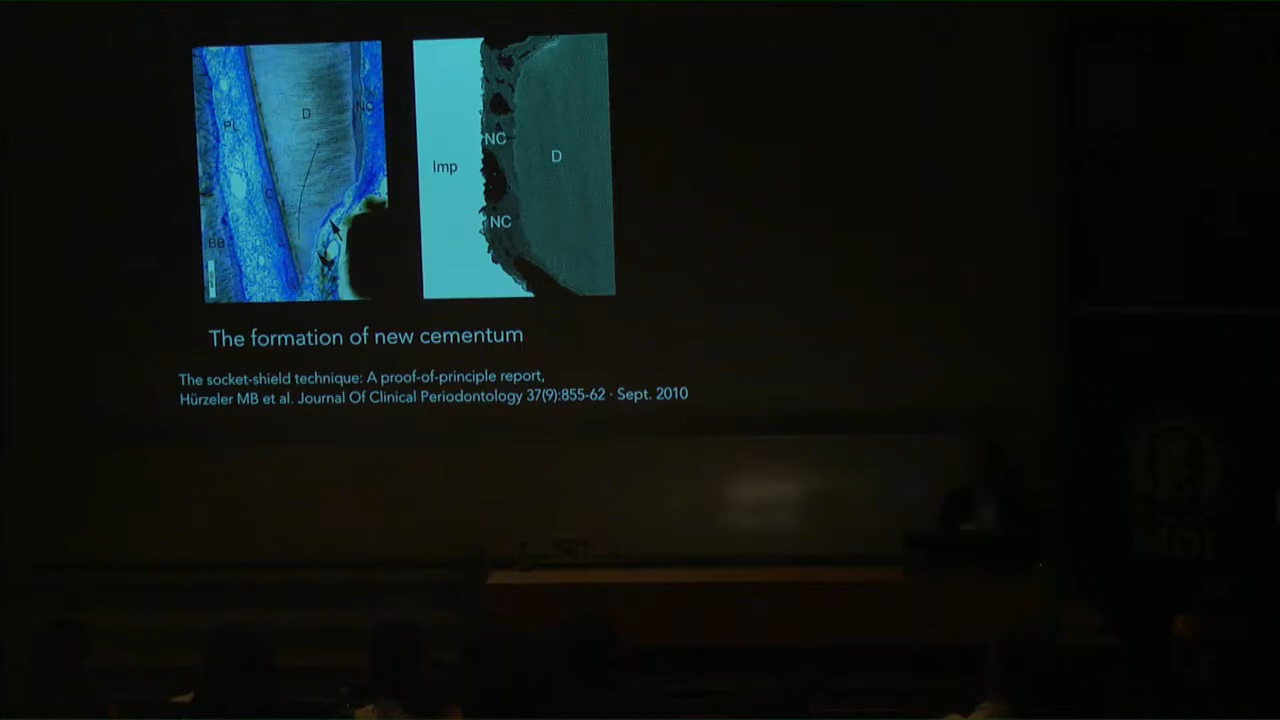 D
NC
PL
C
BB
Imp
NC
D
NC
The formation of new cementum
The socket-shield technique: A proof-of-principle report,
Hürzeler MB et al. Journal Of Clinical Periodontology 37(9):855-62 · Sept. 2010